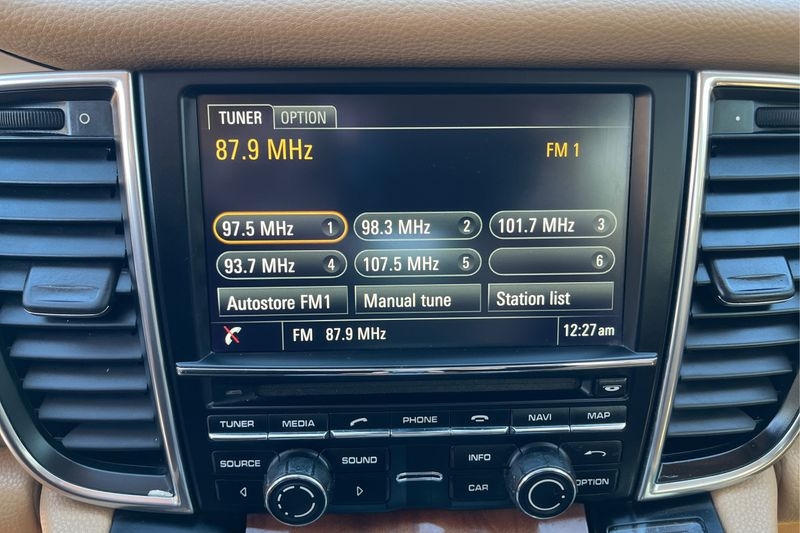 TUNER OPTION
87.9 MHz FM 1
97.5 MHz 1 98.3 MHz 2 101.7 MHz 3
93.7 MHz 4 107.5 MHz 5 6
Autostore FM1 Manual tune Station list
FM 87.9 MHz 12:27am
TUNER MEDIA PHONE NAVI MAP
SOURCE SOUND INFO
CAR OPTION